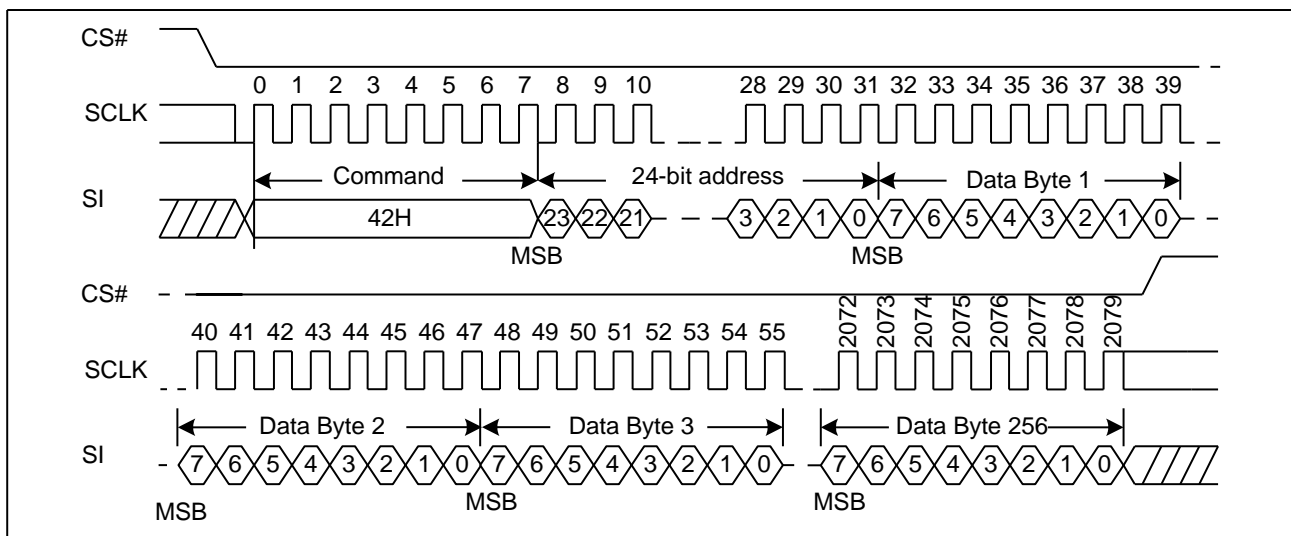 CS#
0 1 2 3 4 5 6 7 8 9 10 28 29 30 31 32 33 34 35 36 37 38 39
SCLK
Command 24-bit address Data Byte 1
SI
42H 23 22 21 3 2 1 0 7 6 5 4 3 2 1 0
MSB MSB
CS#
40 41 42 43 44 45 46 47 48 49 50 51 52 53 54 55 2072 2073 2074 2075 2076 2077 2078 2079
SCLK
Data Byte 2 Data Byte 3 Data Byte 256
SI
7 6 5 4 3 2 1 0 7 6 5 4 3 2 1 0 7 6 5 4 3 2 1 0
MSB MSB MSB